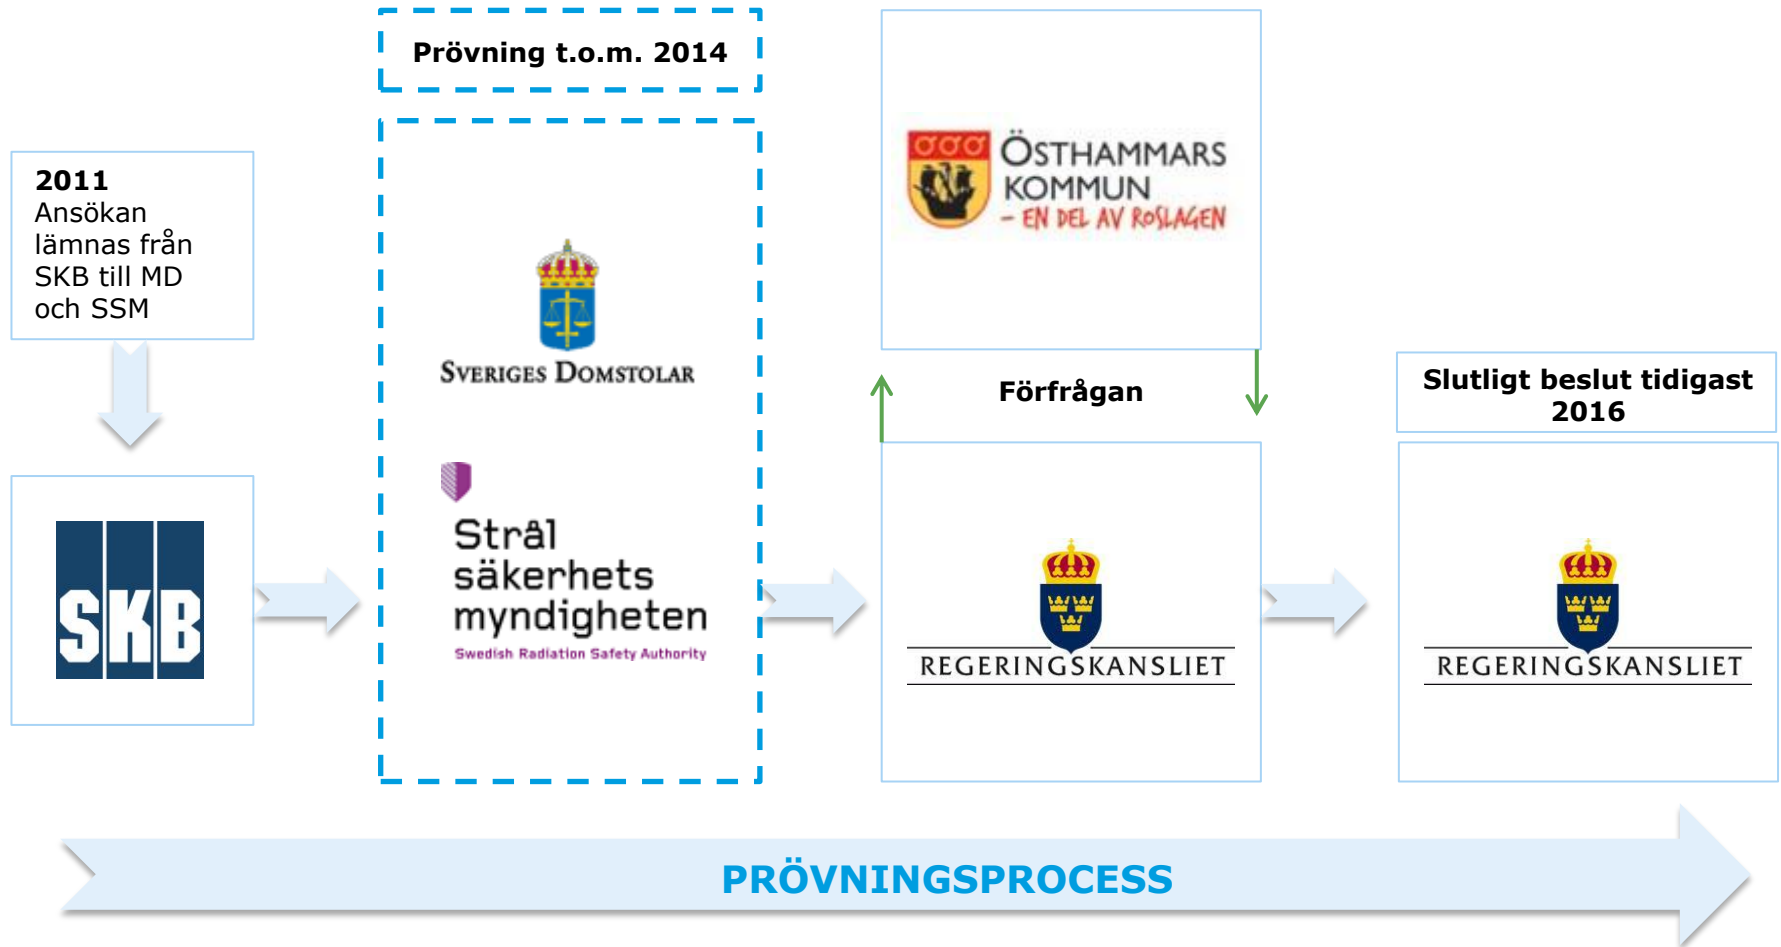 Prövning t.o.m. 2014
2011
Ansökan
lämnas från
SKB till MD
och SSM
SKB
SVERIGES DOMSTOLAR
Strål
säkerhets
myndigheten
Swedish Radiation Safety Authority
ÖSTHAMMARS
KOMMUN
– EN DEL AV ROSLAGEN
Förfrågan
REGERINGSKANSLIET
Slutligt beslut tidigast
2016
REGERINGSKANSLIET
PRÖVNINGSPROCESS